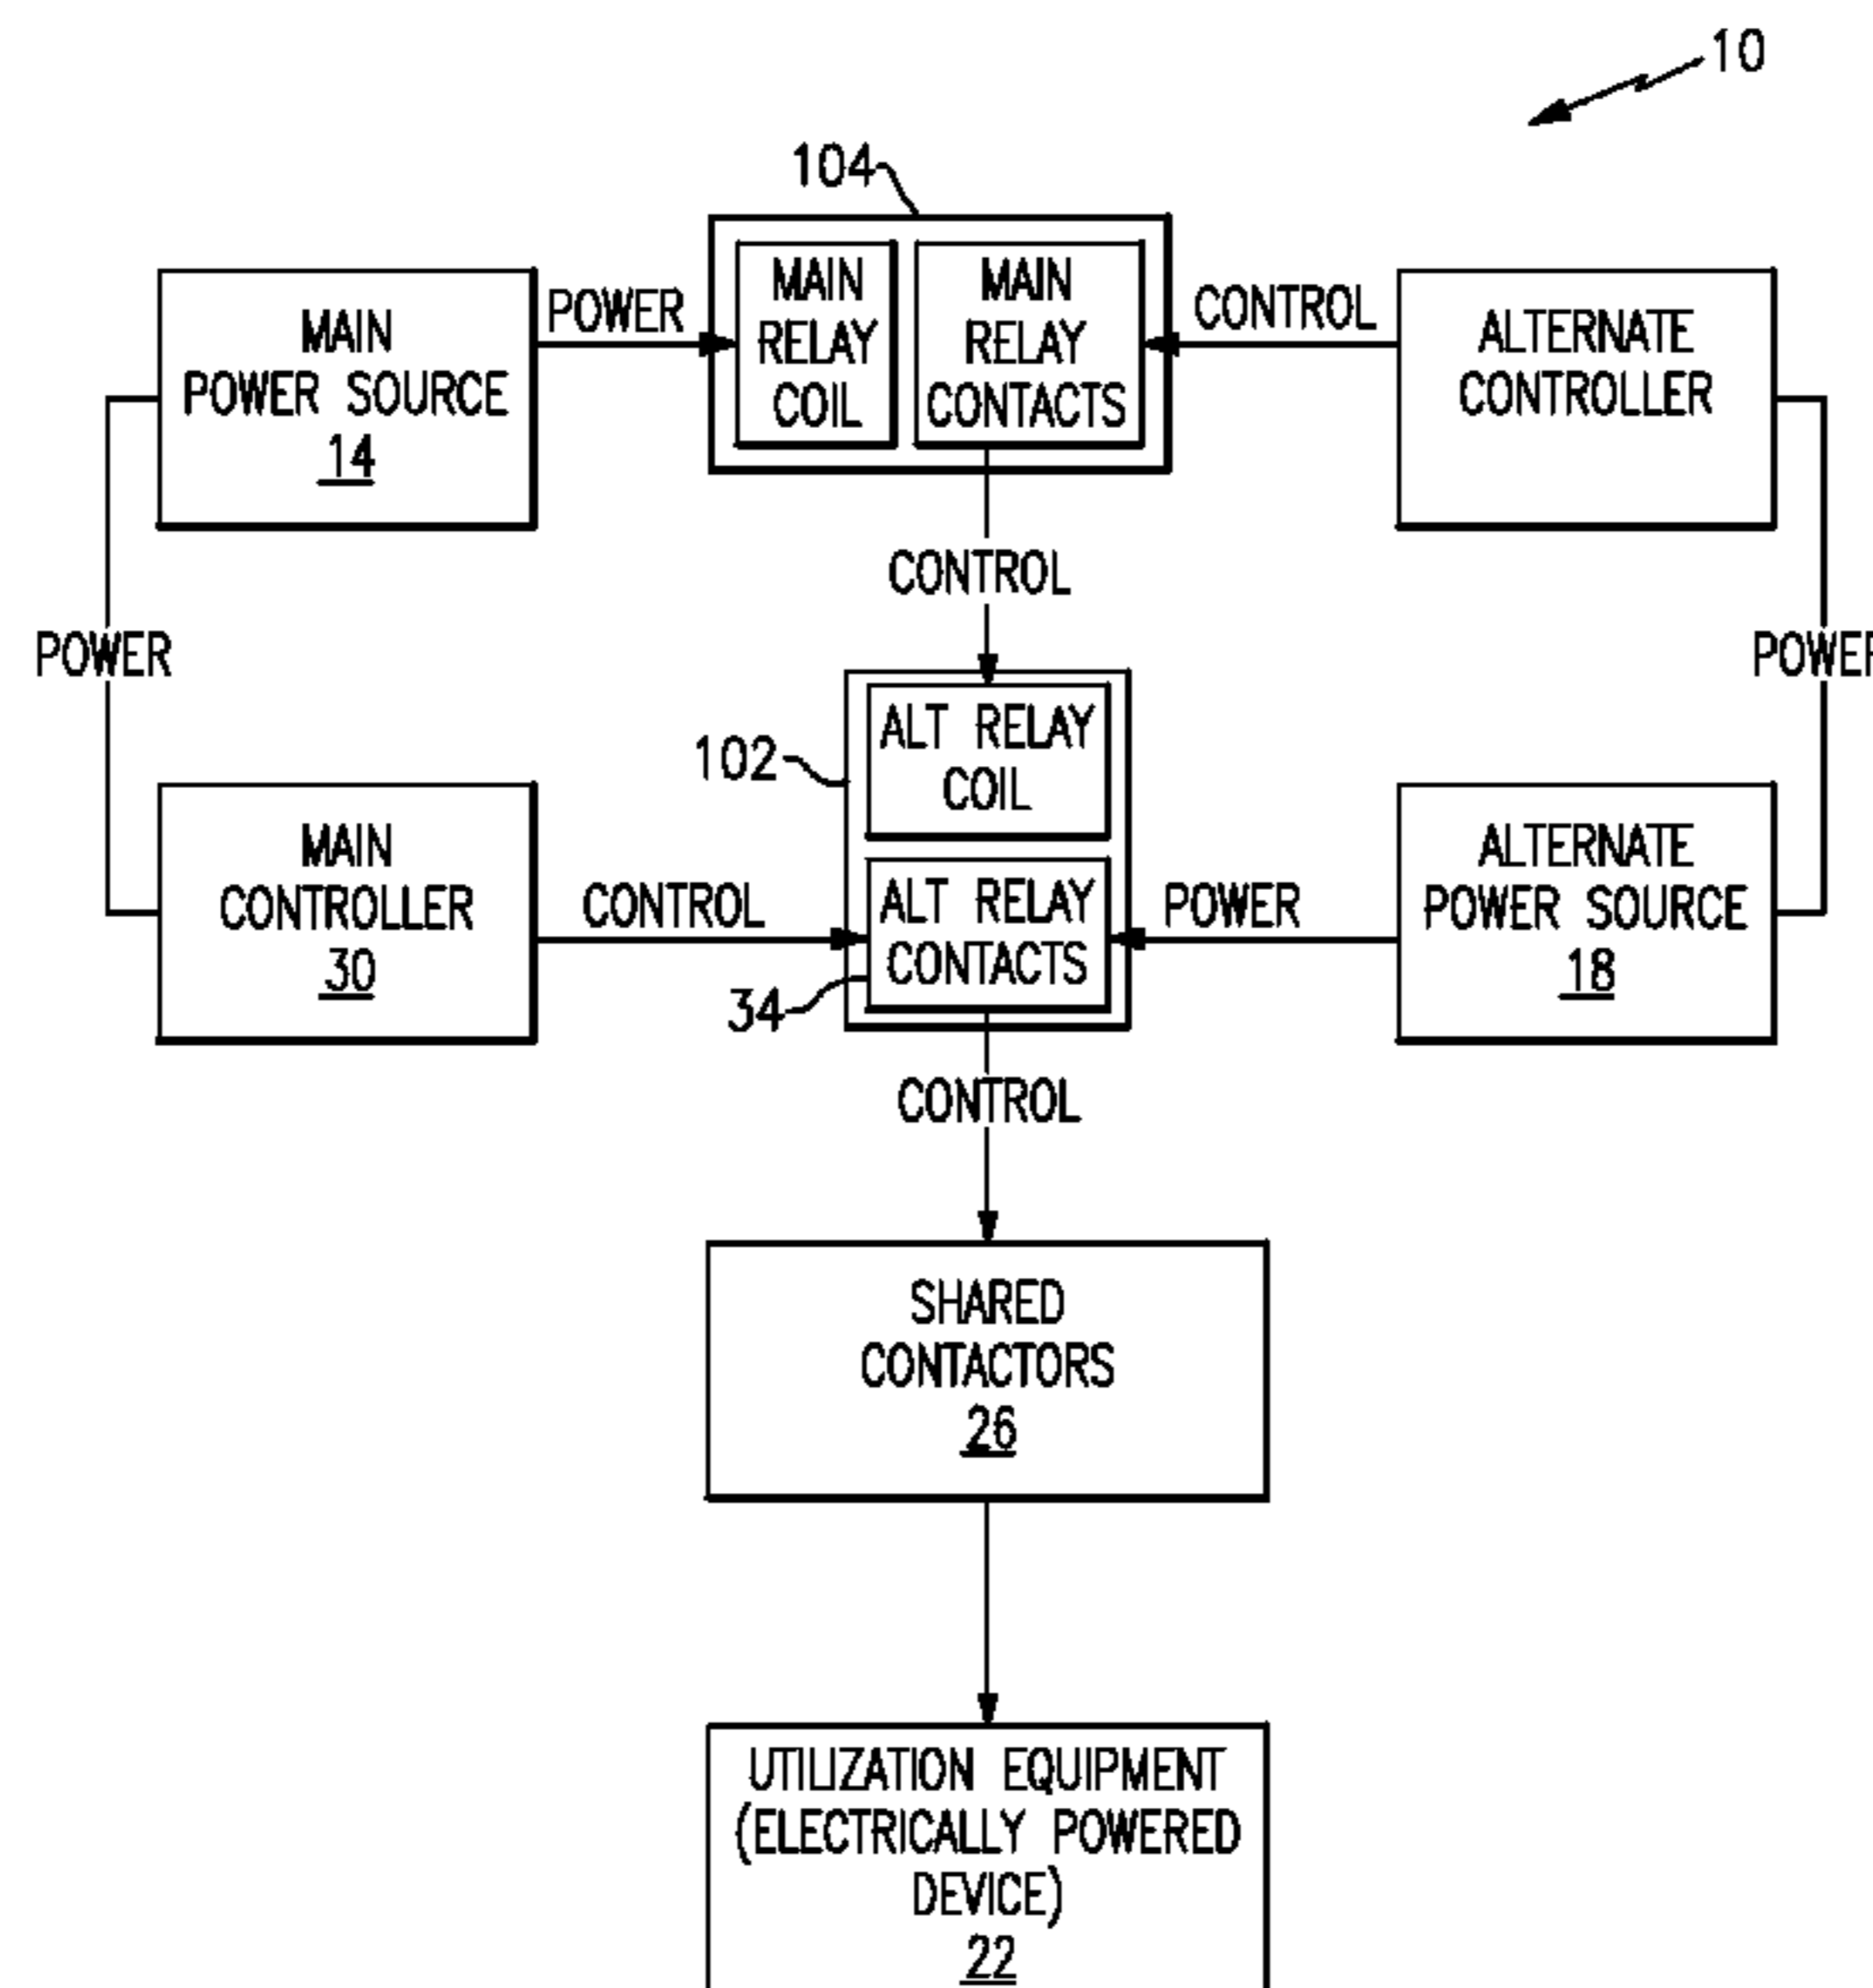 10
104
MAIN
POWER SOURCE
14
POWER
MAIN
RELAY
COIL
MAIN
RELAY
CONTACTS
CONTROL
ALTERNATE
CONTROLLER
CONTROL
POWER
POWER
102
ALT RELAY
COIL
MAIN
CONTROLLER
30
CONTROL
ALT RELAY
CONTACTS
34
POWER
ALTERNATE
POWER SOURCE
18
CONTROL
SHARED
CONTACTORS
26
UTILIZATION EQUIPMENT
(ELECTRICALLY POWERED
DEVICE)
22